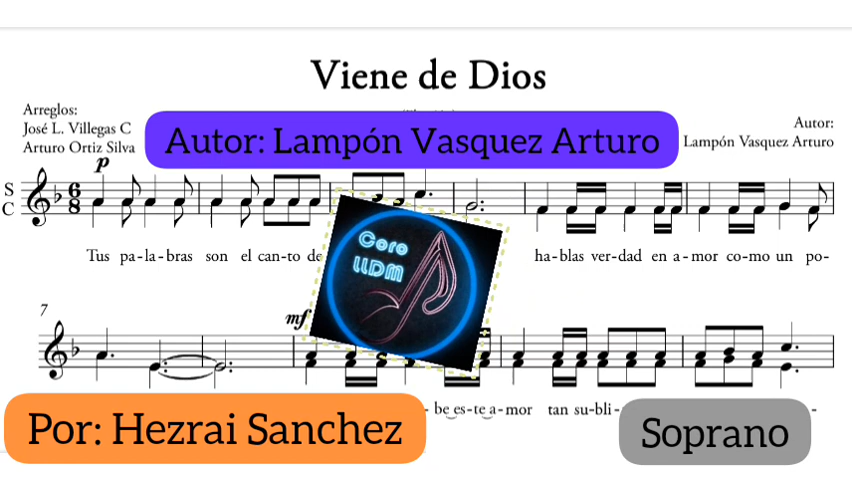 Viene de Dios
Arreglos:
José L. Villegas C
Arturo Ortiz Silva
Autor: Lampón Vasquez Arturo
Autor:
Lampón Vasquez Arturo
p
S
C
6
8
Tus pa-la-bras son el can-to de
ha-blas ver-dad en a-mor co-mo un po-
Coro
LLDM
7
mf
- be es-te a-mor tan su-bli-
-
Por: Hezrai Sanchez
Soprano